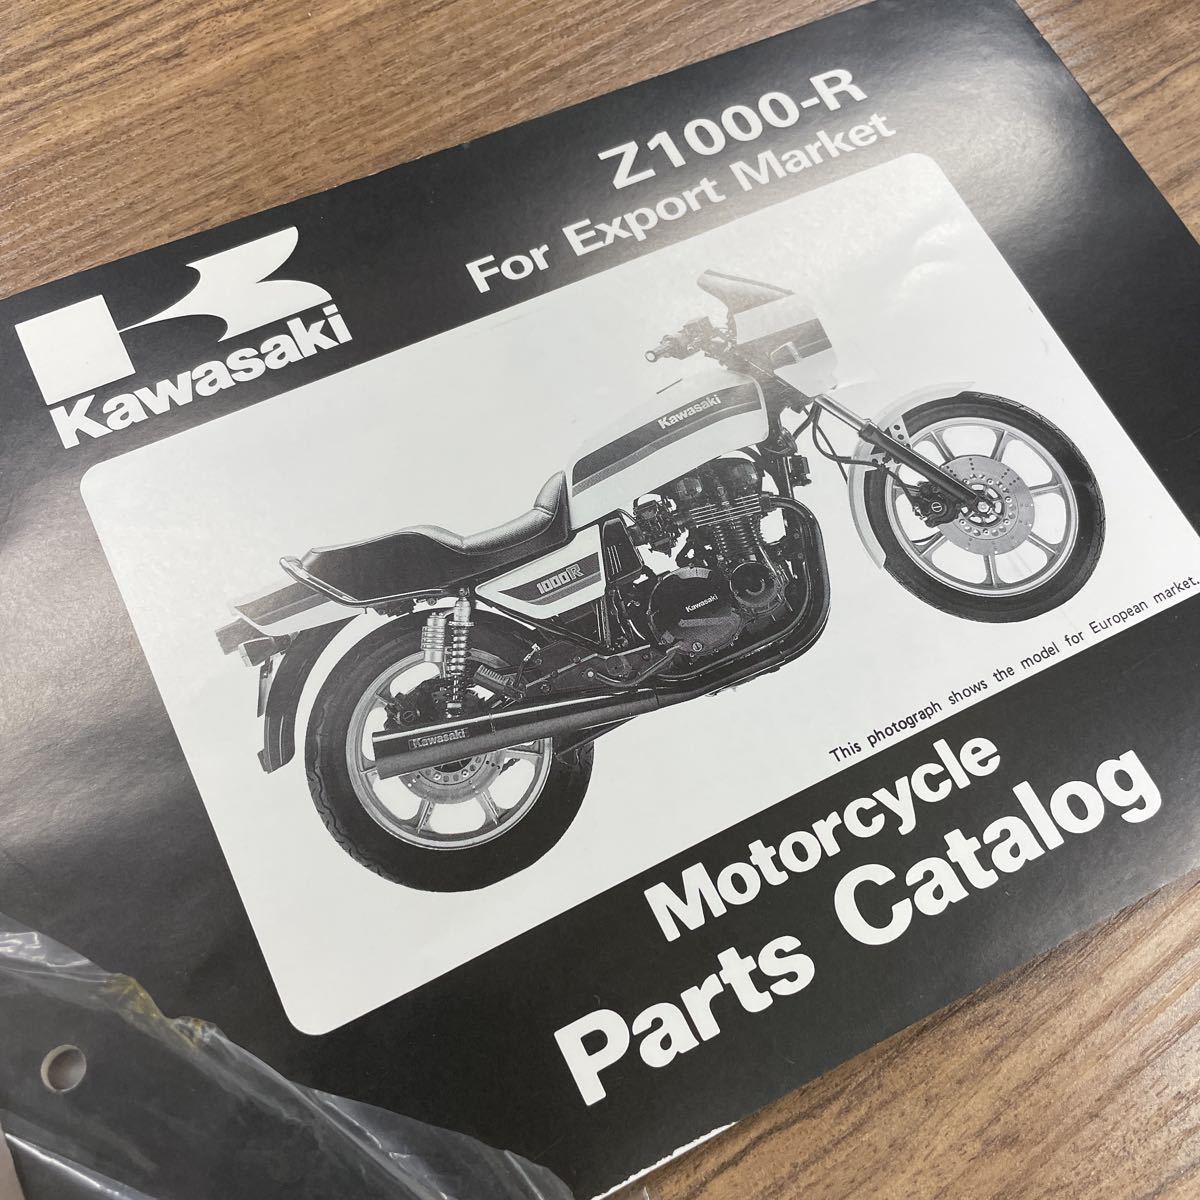 Z1000-R
For Export Market
Kawasaki
Kawasaki
1000R
Kawasaki
Kawasaki
This photograph shows the model for European market.
Motorcycle
Parts Catalog